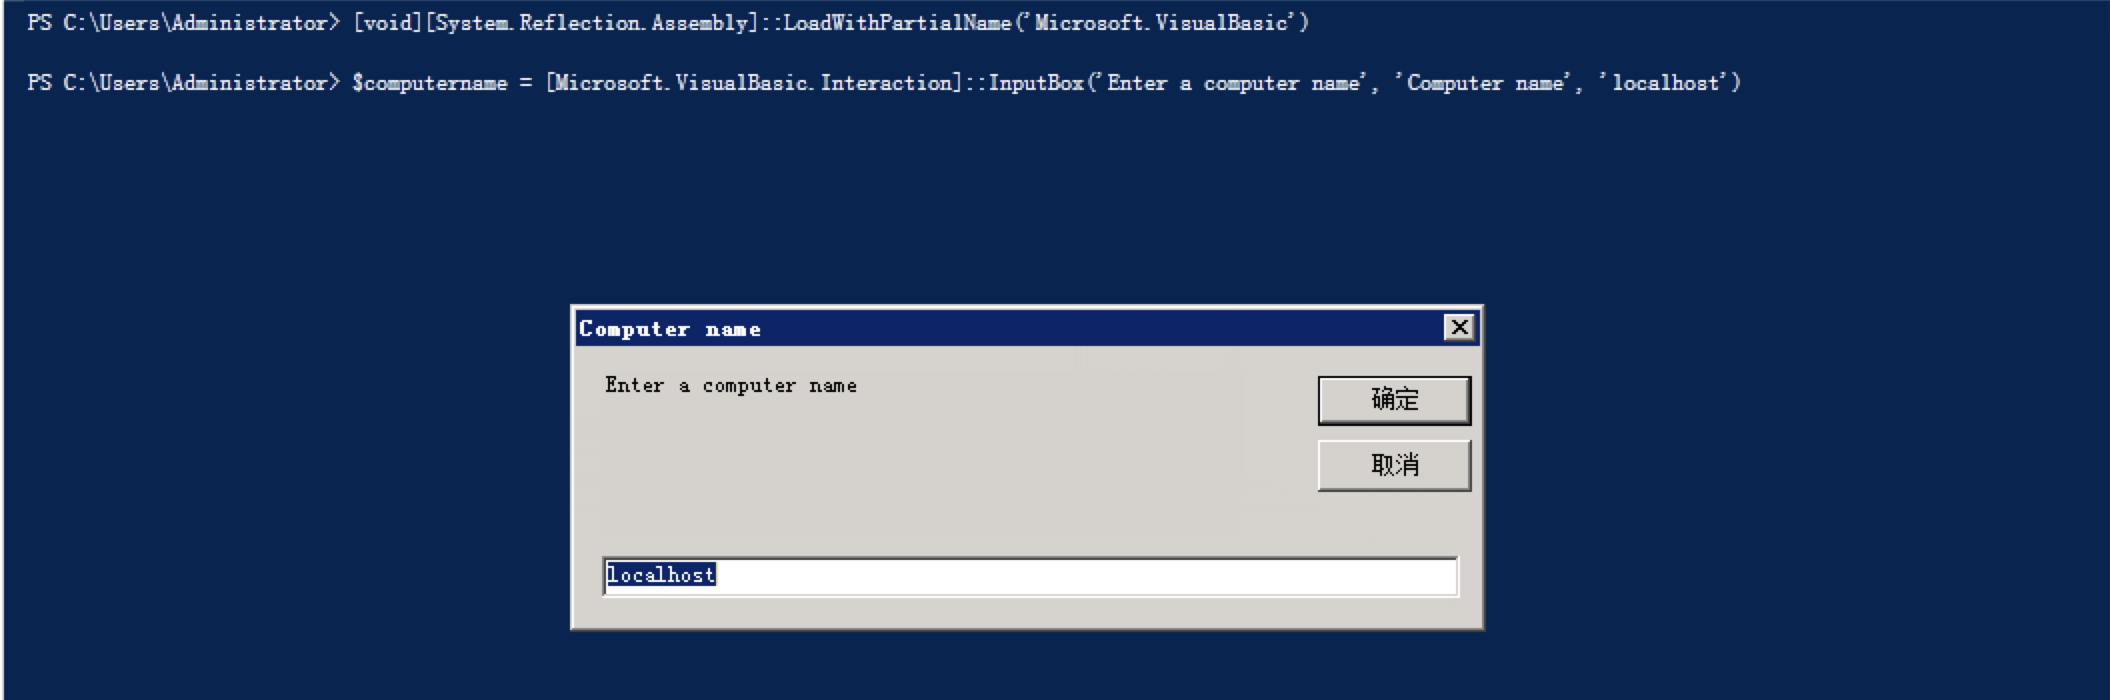 PS C:\Users\Administrator> [void][System.Reflection.Assembly]::LoadWithPartialName('Microsoft.VisualBasic')
PS C:\Users\Administrator> $computername = [Microsoft.VisualBasic.Interaction]::InputBox('Enter a computer name', 'Computer name', 'localhost')
Computer name
Enter a computer name
确定
取消
localhost